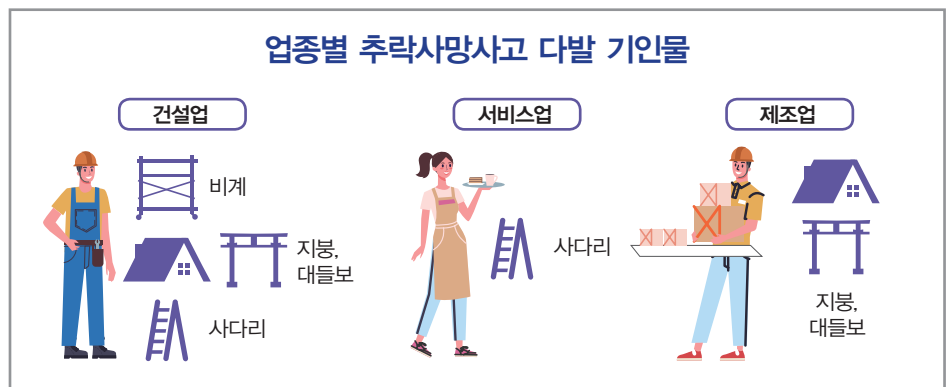 업종별 추락사망사고 다발 기인물
건설업
비계
지붕,
대들보
사다리
서비스업
사다리
제조업
지붕,
대들보